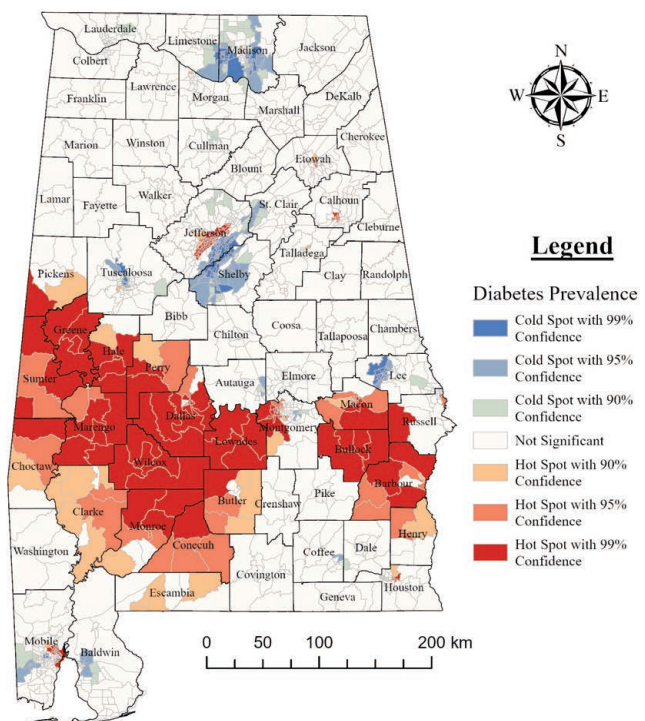 Lauderdale
Limestone
Madison
Jackson
Colbert
Lawrence
Franklin
Morgan
Marshall
DeKalb
Cherokee
Marion
Winston
Cullman
Etowah
Blount
Walker
Lamar
Fayette
St. Clair
Calhoun
Cleburne
Jefferson
Talladega
Pickens
Tuscaloosa
Shelby
Clay
Randolph
Bibb
Greene
Hale
Chilton
Coosa
Tallapoosa
Chambers
Perry
Sumter
Autauga
Elmore
Lee
Dallas
Macon
Marengo
Montgomery
Russell
Lowndes
Bullock
Choctaw
Wilcox
Barbour
Butler
Crenshaw
Pike
Clarke
Monroe
Henry
Conecuh
Coffee
Dale
Washington
Covington
Escambia
Geneva
Houston
Mobile
Baldwin
N
W
E
S
Legend
Diabetes Prevalence
Cold Spot with 99%
Confidence
Cold Spot with 95%
Confidence
Cold Spot with 90%
Confidence
Not Significant
Hot Spot with 90%
Confidence
Hot Spot with 95%
Confidence
Hot Spot with 99%
Confidence
0 50 100 200 km